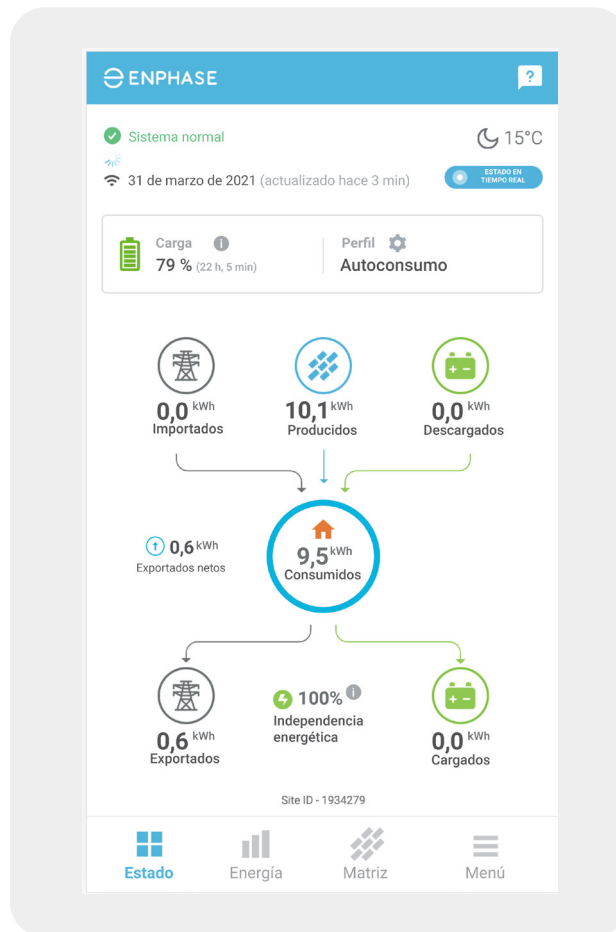 ENPHASE
?
Sistema normal
15°C
31 de marzo de 2021 (actualizado hace 3 min)
ESTADO EN
TIEMPO REAL
Carga
79 % (22 h, 5 min)
Perfil
Autoconsumo
0,0 kWh
Importados
10,1 kWh
Producidos
0,0 kWh
Descargados
0,6 kWh
Exportados netos
9,5 kWh
Consumidos
0,6 kWh
Exportados
100%
Independencia
energética
0,0 kWh
Cargados
Site ID - 1934279
Estado
Energía
Matriz
Menú